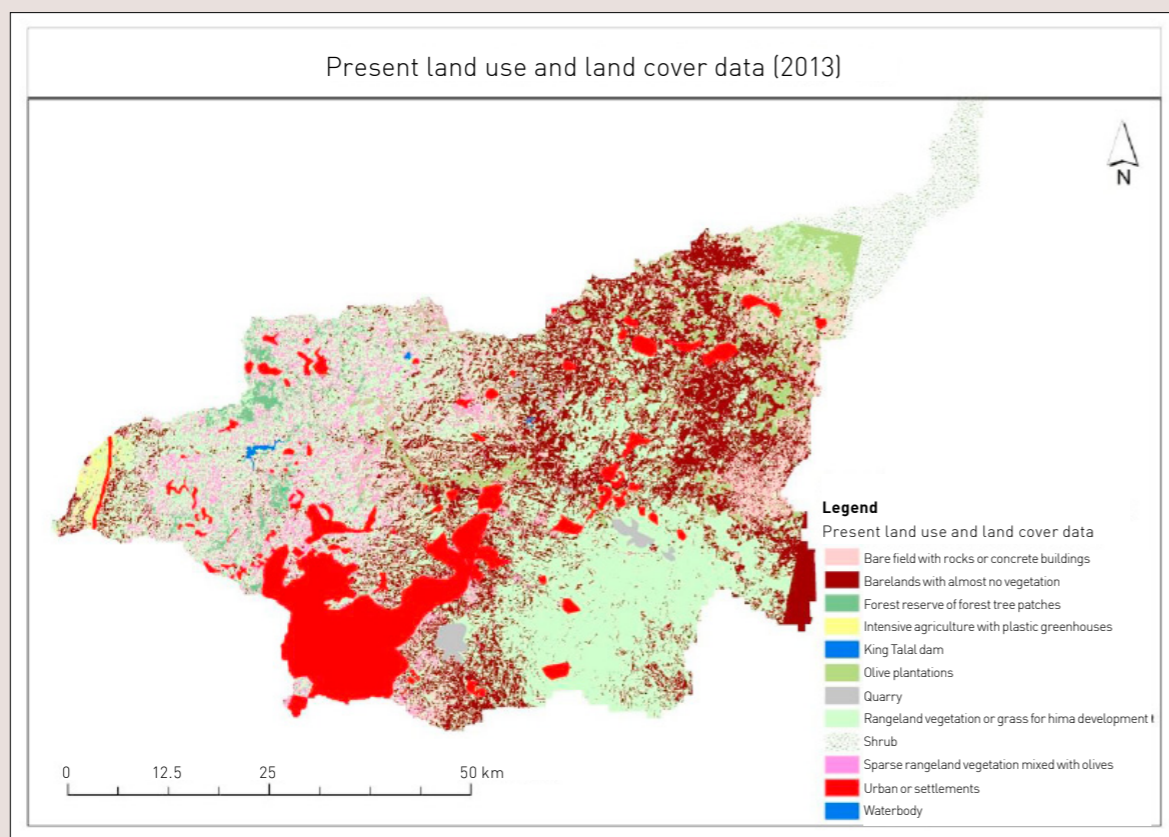 Present land use and land cover data (2013)
N
Legend
Present land use and land cover data
Bare field with rocks or concrete buildings
Barelands with almost no vegetation
Forest reserve of forest tree patches
Intensive agriculture with plastic greenhouses
King Talal dam
Olive plantations
Quarry
Rangeland vegetation or grass for hima development
Shrub
Sparse rangeland vegetation mixed with olives
Urban or settlements
Waterbody
0 12.5 25 50 km